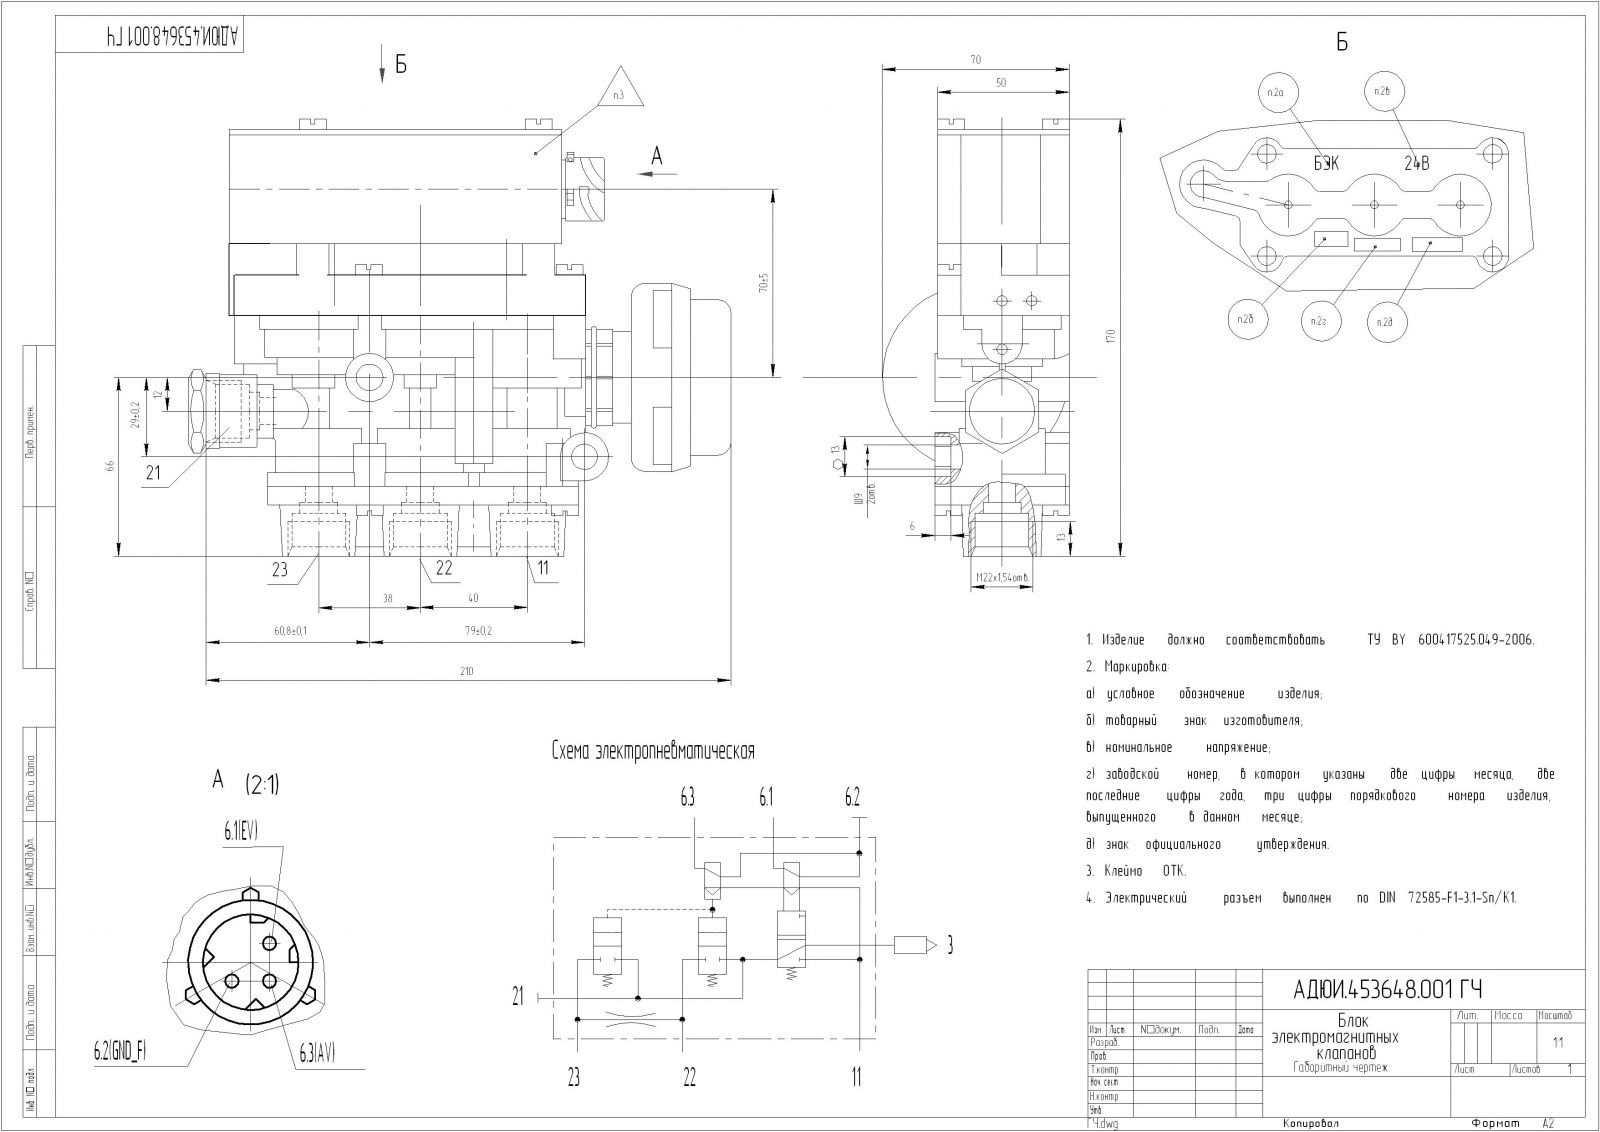 АДЮИ.453648.001 ГЧ
Б
п.3
А
70±5
12
29±0,2
66
21
23
22
11
38
40
60,8±0,1
79±0,2
210
70
50
170
13
Ш9
2отв.
6
13
М22х1,54отв.
Б
п.2а
п.2в
БЭК
24В
п.2б
п.2г
п.2д
1. Изделие должно соответствовать ТУ BY 600417525.049-2006.
2. Маркировка:
а) условное обозначение изделия;
б) товарный знак изготовителя;
в) номинальное напряжение;
г) заводской номер, в котором указаны две цифры месяца, две
последние цифры года, три цифры порядкового номера изделия,
выпущенного в данном месяце;
д) знак официального утверждения.
3. Клеймо ОТК.
4. Электрический разъем выполнен по DIN 72585-F1-3.1-Sn/K1.
А (2:1)
6.1(EV)
6.2(GND_F)
6.3(AV)
Схема электропневматическая
6.3
6.1
6.2
3
21
23
22
11
Перв. примен.
Справ. N□
Подп. и дата
Инв.N□дубл.
Взам. инв.N□
Подп. и дата
Инв. N□ подл
АДЮИ.453648.001 ГЧ
Блок
электромагнитных
клапанов
Габаритный чертеж
Лит.
Масса
Масштаб
11
Лист
Листов 1
Изм
Лист
N□докум.
Подп.
Дата
Разраб.
Пров.
Т.контр
Нач. сект
Н.контр
Утв.
ГЧ.dwg
Копировал
Формат А2